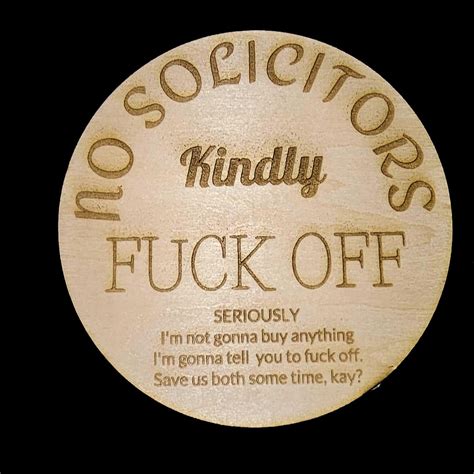 NO SOLICITORS
Kindly
FUCK OFF
SERIOUSLY
I'm not gonna buy anything
I'm gonna tell you to fuck off.
Save us both some time, kay?